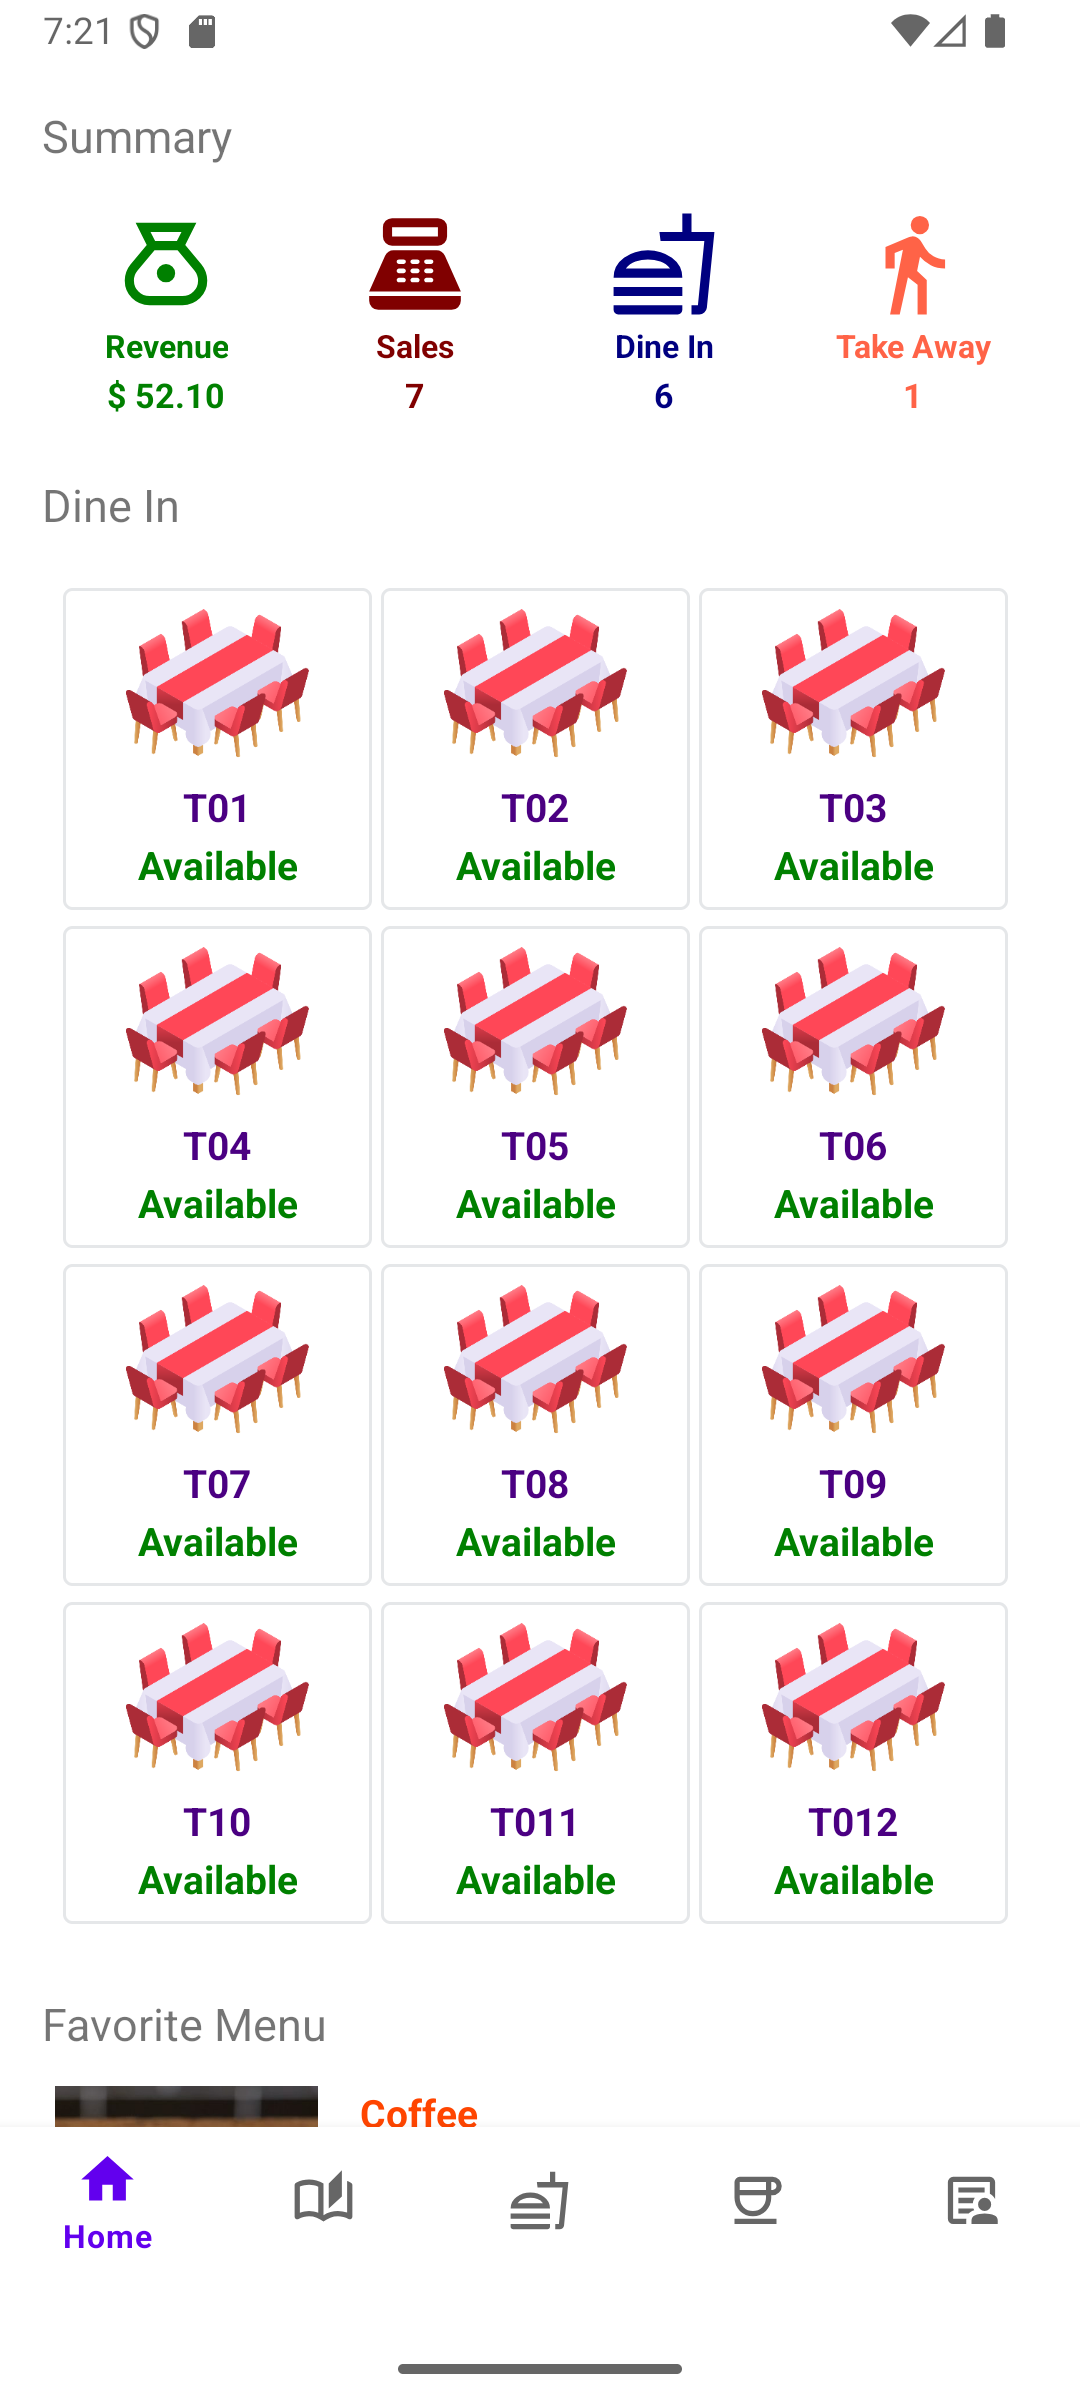 7:21
Summary
Revenue Sales Dine In Take Away
$ 52.10 7 6 1
Dine In
T01 T02 T03
Available Available Available
T04 T05 T06
Available Available Available
T07 T08 T09
Available Available Available
T10 T011 T012
Available Available Available
Favorite Menu
Coffee
Home